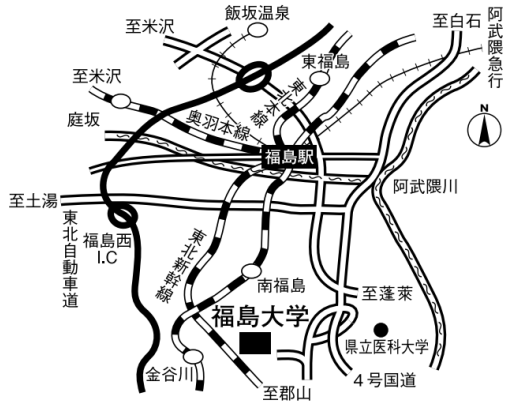 飯坂温泉
至米沢
至白石
阿武隈急行
東福島
至米沢
東北本線
奥羽本線
庭坂
N
福島駅
阿武隈川
至土湯
東北自動車道
福島西
I.C
東北新幹線
南福島
至蓬萊
福島大学
県立医科大学
金谷川
至郡山
4号国道